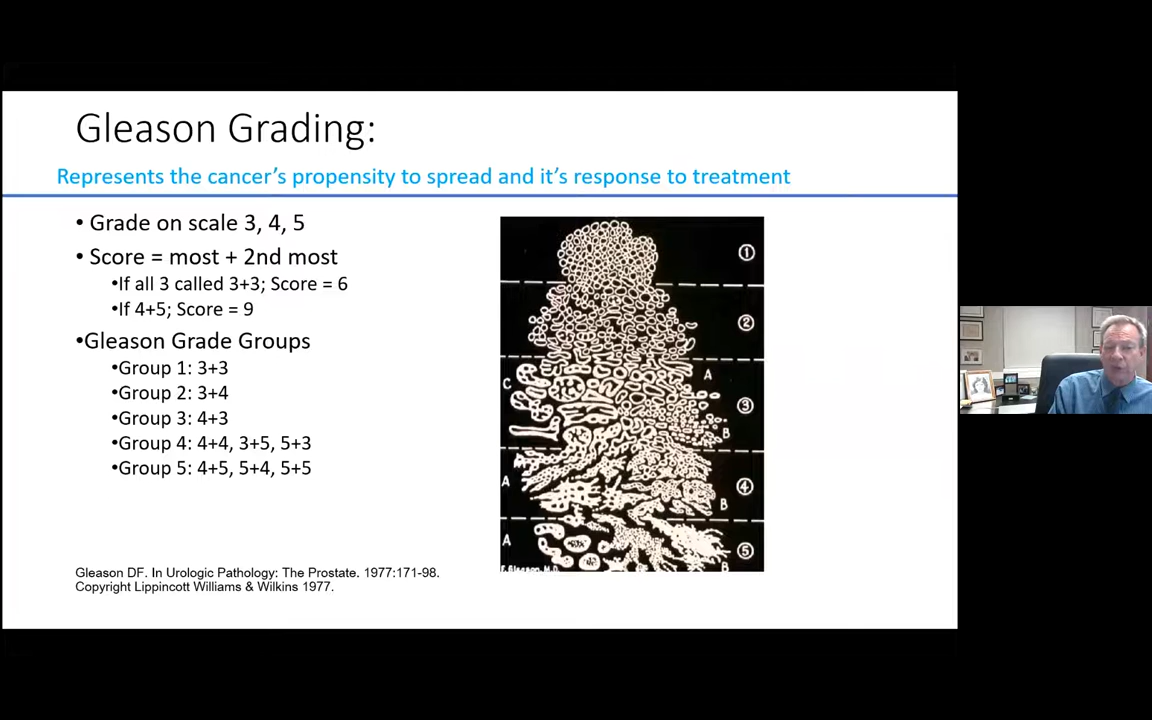 Gleason Grading:
Represents the cancer's propensity to spread and it's response to treatment
• Grade on scale 3, 4, 5
• Score = most + 2nd most
•If all 3 called 3+3; Score = 6
•If 4+5; Score = 9
•Gleason Grade Groups
•Group 1: 3+3
•Group 2: 3+4
•Group 3: 4+3
•Group 4: 4+4, 3+5, 5+3
•Group 5: 4+5, 5+4, 5+5
Gleason DF. In Urologic Pathology: The Prostate. 1977:171-98.
Copyright Lippincott Williams & Wilkins 1977.
①
②
A
C
③
B
A
④
B
A
⑤
B
Gleason, M.D.